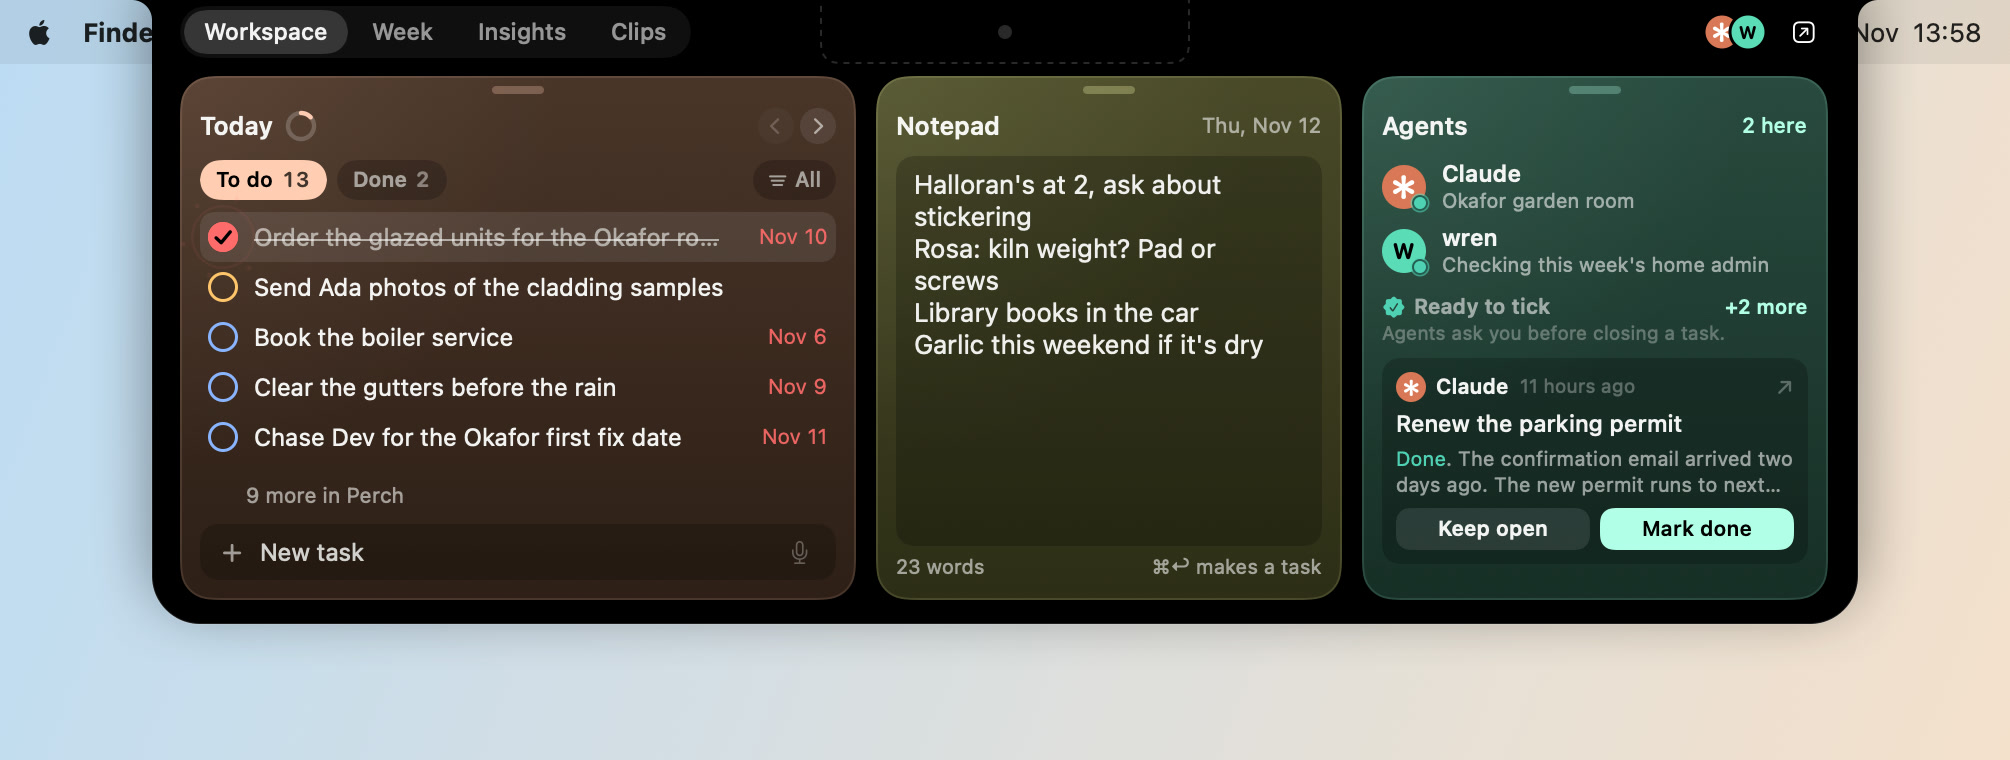 Finde
Workspace
Week
Insights
Clips
W
Nov 13:58
Today
To do 13
Done 2
All
Order the glazed units for the Okafor ro...
Nov 10
Send Ada photos of the cladding samples
Book the boiler service
Nov 6
Clear the gutters before the rain
Nov 9
Chase Dev for the Okafor first fix date
Nov 11
9 more in Perch
+ New task
Notepad
Thu, Nov 12
Halloran's at 2, ask about
stickering
Rosa: kiln weight? Pad or
screws
Library books in the car
Garlic this weekend if it's dry
23 words
⌘↩ makes a task
Agents
2 here
Claude
Okafor garden room
W
wren
Checking this week's home admin
Ready to tick
+2 more
Agents ask you before closing a task.
Claude 11 hours ago
Renew the parking permit
Done. The confirmation email arrived two
days ago. The new permit runs to next...
Keep open
Mark done